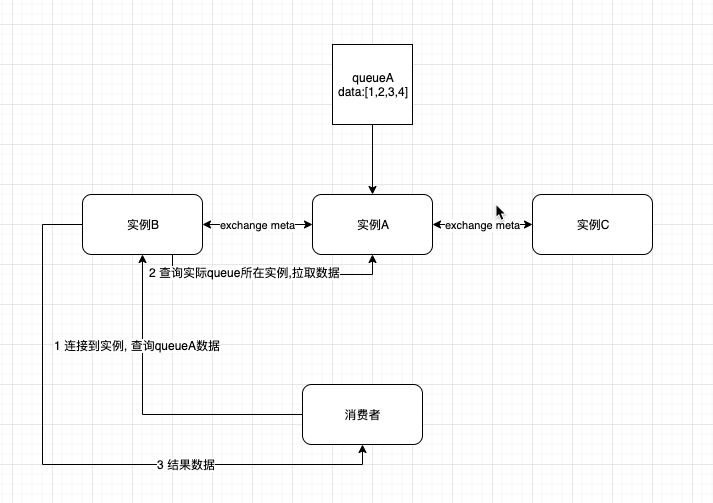 queueA
data:[1,2,3,4]
实例B
exchange meta
实例A
exchange meta
实例C
2 查询实际queue所在实例,拉取数据
1 连接到实例, 查询queueA数据
消费者
3 结果数据